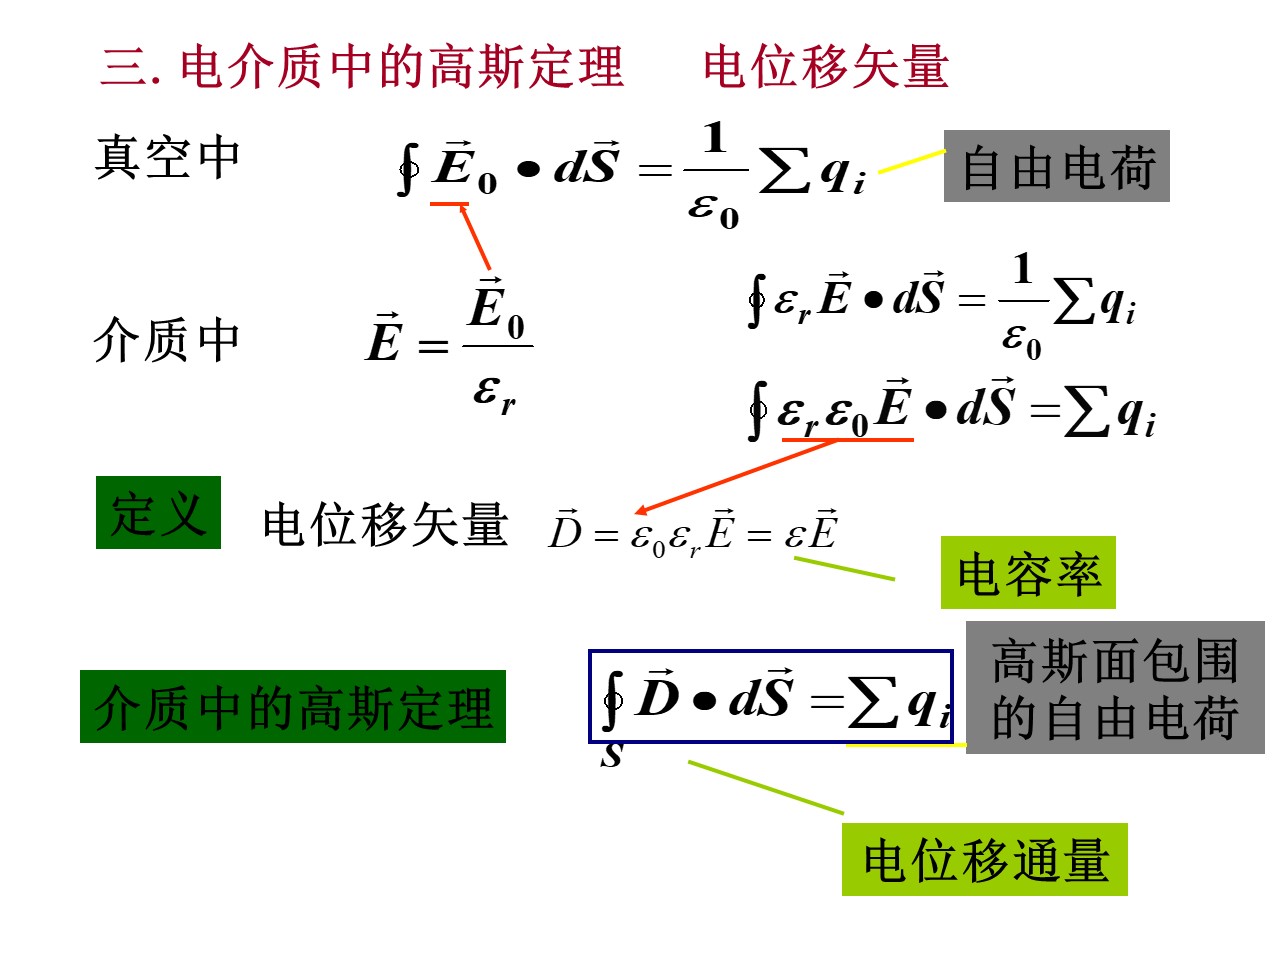 三.电介质中的高斯定理 电位移矢量
真空中 $\oint \vec{E}_0 \bullet d\vec{S} = \frac{1}{\varepsilon_0} \sum q_i$ 自由电荷
介质中 $\vec{E} = \frac{\vec{E}_0}{\varepsilon_r}$
$\oint \varepsilon_r \vec{E} \bullet d\vec{S} = \frac{1}{\varepsilon_0} \sum q_i$
$\oint \varepsilon_r \varepsilon_0 \vec{E} \bullet d\vec{S} = \sum q_i$
定义 电位移矢量 $\vec{D} = \varepsilon_0 \varepsilon_r \vec{E} = \varepsilon \vec{E}$
电容率
介质中的高斯定理 $\oint_S \vec{D} \bullet d\vec{S} = \sum q_i$
高斯面包围
的自由电荷
电位移通量